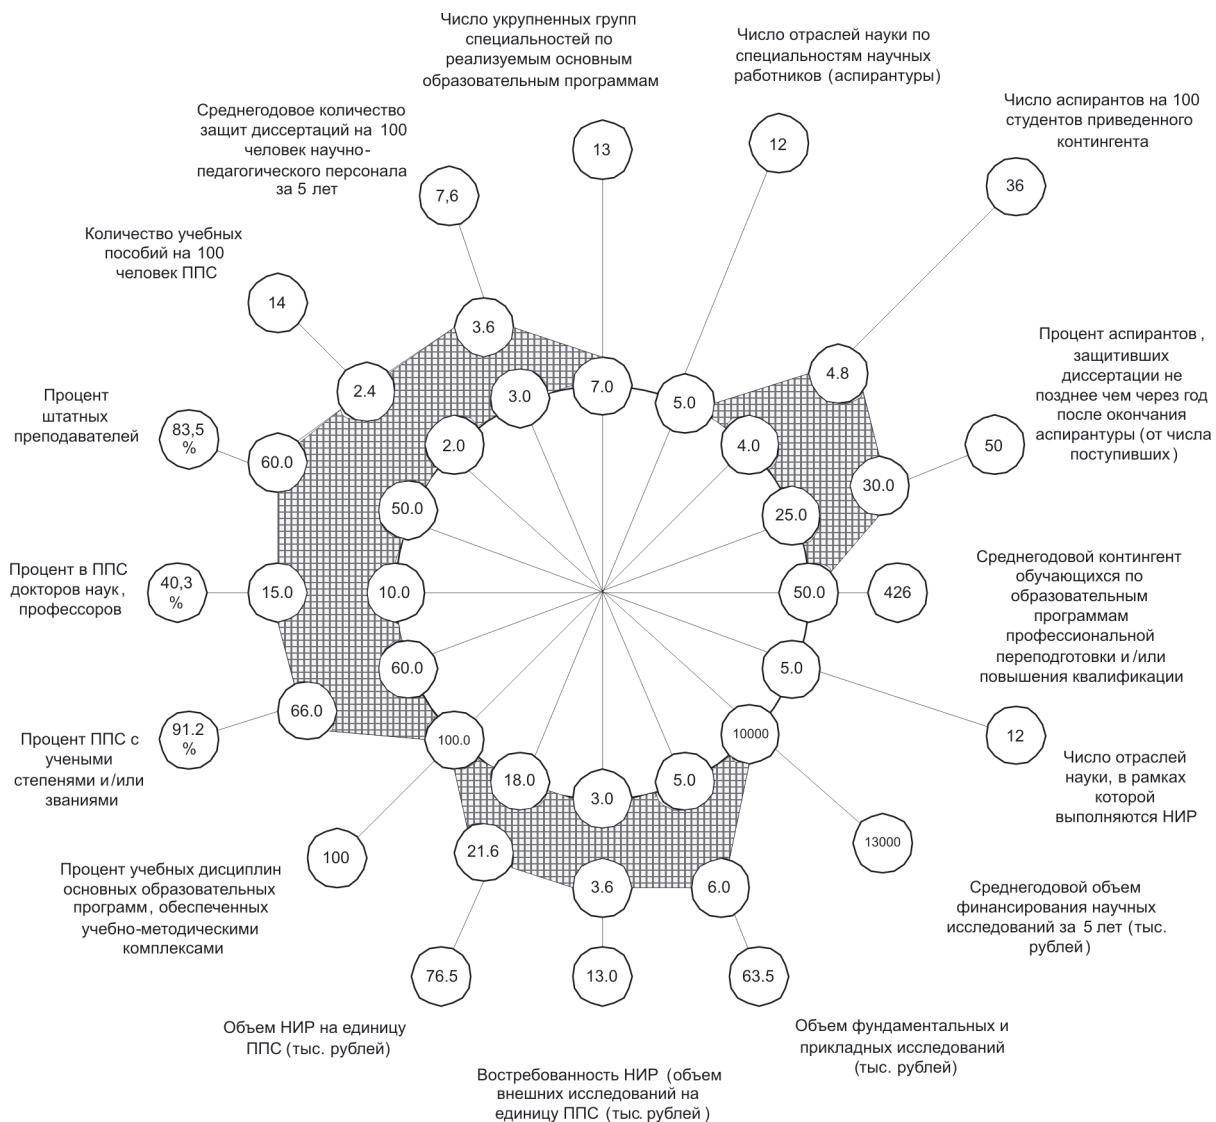 Число укрупненных групп
специальностей по
реализуемым основным
образовательным программам
13
Число отраслей науки по
специальностям научных
работников (аспирантуры)
12
Число аспирантов на 100
студентов приведенного
контингента
36
Среднегодовое количество
защит диссертаций на 100
человек научно-
педагогического персонала
за 5 лет
7,6
Количество учебных
пособий на 100
человек ППС
14
3.6
2.4
3.0
7.0
5.0
4.8
Процент аспирантов,
защитивших
диссертации не
позднее чем через год
после окончания
аспирантуры (от числа
поступивших)
50
30.0
4.0
25.0
2.0
Процент
штатных
преподавателей
83,5
%
60.0
50.0
Процент в ППС
докторов наук,
профессоров
40,3
%
15.0
10.0
50.0
426
Среднегодовой контингент
обучающихся по
образовательным
программам
профессиональной
переподготовки и/или
повышения квалификации
60.0
5.0
66.0
Процент ППС с
учеными
степенями и/или
званиями
91.2
%
100.0
10000
12
Число отраслей
науки, в рамках
которой
выполняются НИР
18.0
3.0
5.0
13000
Среднегодовой объем
финансирования научных
исследований за 5 лет (тыс.
рублей)
100
Процент учебных дисциплин
основных образовательных
программ, обеспеченных
учебно-методическими
комплексами
21.6
3.6
6.0
76.5
13.0
63.5
Объем НИР на единицу
ППС (тыс. рублей)
Востребованность НИР (объем
внешних исследований на
единицу ППС (тыс. рублей)
Объем фундаментальных и
прикладных исследований
(тыс. рублей)